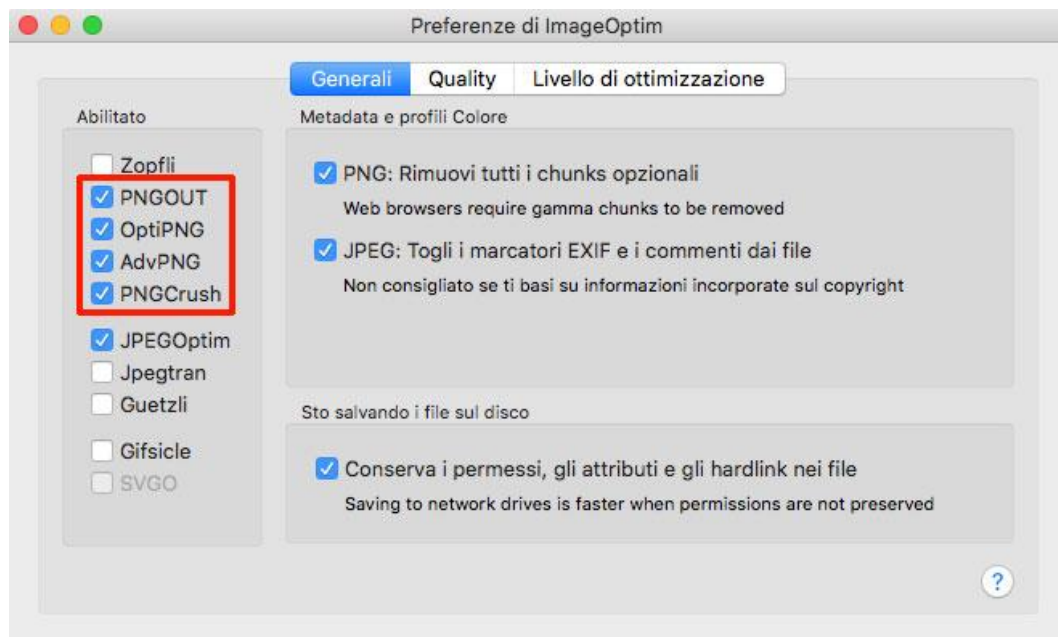 Preferenze di ImageOptim
Generali
Quality
Livello di ottimizzazione
Abilitato
Zopfli
PNGOUT
OptiPNG
AdvPNG
PNGCrush
JPEGOptim
Jpegtran
Guetzli
Gifsicle
SVGO
Metadata e profili Colore
PNG: Rimuovi tutti i chunks opzionali
Web browsers require gamma chunks to be removed
JPEG: Togli i marcatori EXIF e i commenti dai file
Non consigliato se ti basi su informazioni incorporate sul copyright
Sto salvando i file sul disco
Conserva i permessi, gli attributi e gli hardlink nei file
Saving to network drives is faster when permissions are not preserved
?